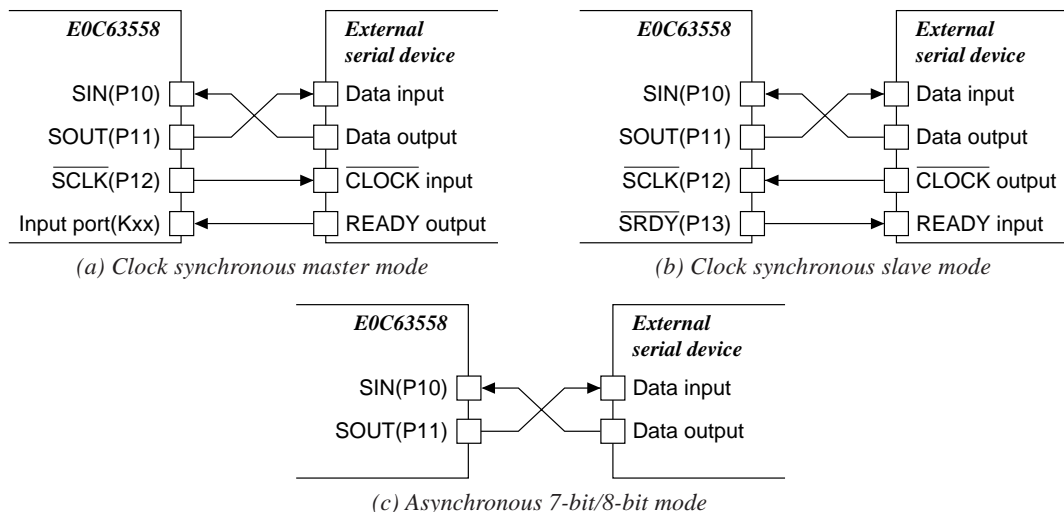 E0C63558
External
serial device
SIN(P10)
Data input
SOUT(P11)
Data output
SCLK(P12)
CLOCK input
Input port(Kxx)
READY output
(a) Clock synchronous master mode
E0C63558
External
serial device
SIN(P10)
Data input
SOUT(P11)
Data output
SCLK(P12)
CLOCK output
SRDY(P13)
READY input
(b) Clock synchronous slave mode
E0C63558
External
serial device
SIN(P10)
Data input
SOUT(P11)
Data output
(c) Asynchronous 7-bit/8-bit mode